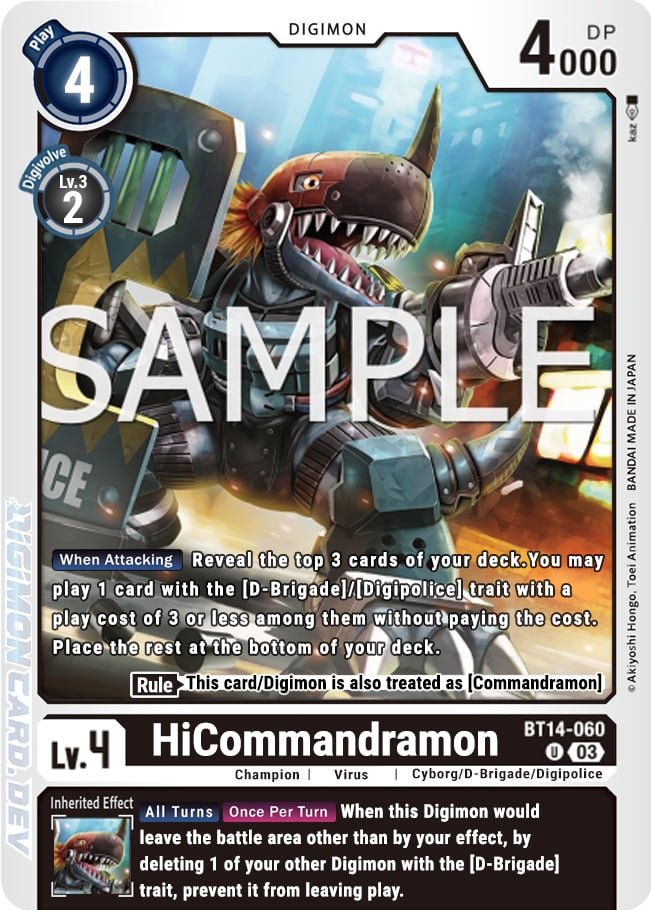 DIGIMON
Play
4
DP
4000
Digivolve
Lv.3
2
kaz
SAMPLE
ICE
When Attacking Reveal the top 3 cards of your deck.You may
play 1 card with the [D-Brigade]/[Digipolice] trait with a
play cost of 3 or less among them without paying the cost.
Place the rest at the bottom of your deck.
Rule This card/Digimon is also treated as [Commandramon]
© Akiyoshi Hongo, Toei Animation BANDAI MADE IN JAPAN
DIGIMONCARD.DEV
Lv.4
HiCommandramon
BT14-060
U 03
Champion | Virus | Cyborg/D-Brigade/Digipolice
Inherited Effect
All Turns Once Per Turn When this Digimon would
leave the battle area other than by your effect, by
deleting 1 of your other Digimon with the [D-Brigade]
trait, prevent it from leaving play.